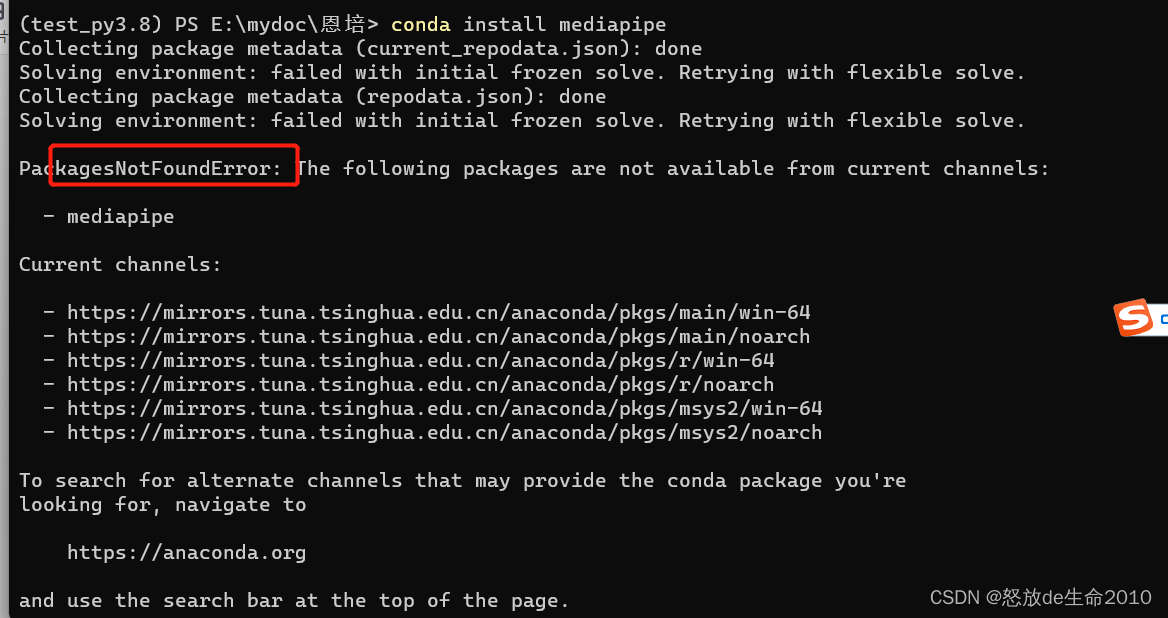 (test_py3.8) PS E:\mydoc\恩培> conda install mediapipe
Collecting package metadata (current_repodata.json): done
Solving environment: failed with initial frozen solve. Retrying with flexible solve.
Collecting package metadata (repodata.json): done
Solving environment: failed with initial frozen solve. Retrying with flexible solve.
PackagesNotFoundError: The following packages are not available from current channels:
- mediapipe
Current channels:
- https://mirrors.tuna.tsinghua.edu.cn/anaconda/pkgs/main/win-64
- https://mirrors.tuna.tsinghua.edu.cn/anaconda/pkgs/main/noarch
- https://mirrors.tuna.tsinghua.edu.cn/anaconda/pkgs/r/win-64
- https://mirrors.tuna.tsinghua.edu.cn/anaconda/pkgs/r/noarch
- https://mirrors.tuna.tsinghua.edu.cn/anaconda/pkgs/msys2/win-64
- https://mirrors.tuna.tsinghua.edu.cn/anaconda/pkgs/msys2/noarch
To search for alternate channels that may provide the conda package you're
looking for, navigate to
https://anaconda.org
and use the search bar at the top of the page.
CSDN @怒放de生命2010